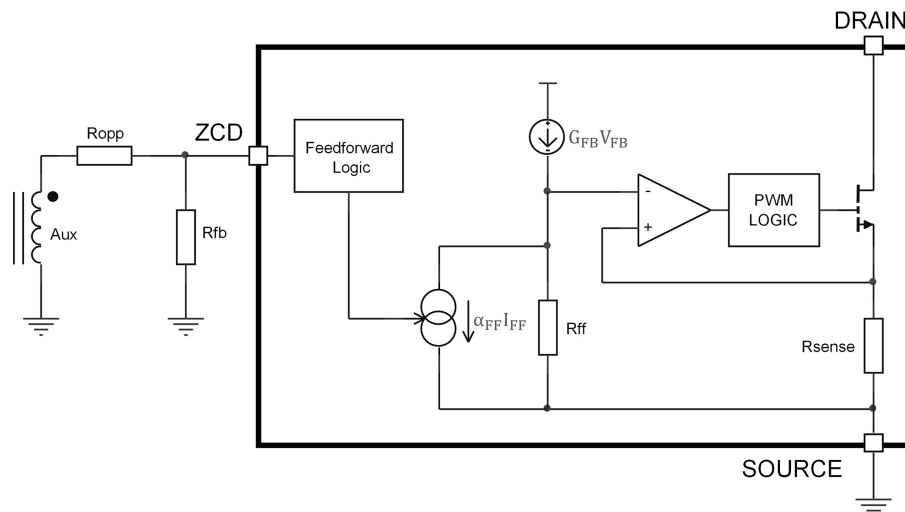 DRAIN
ZCD
Ropp
Feedforward
Logic
G_FB V_FB
-
+
PWM
LOGIC
Aux
Rfb
α_FF I_FF
Rff
Rsense
SOURCE